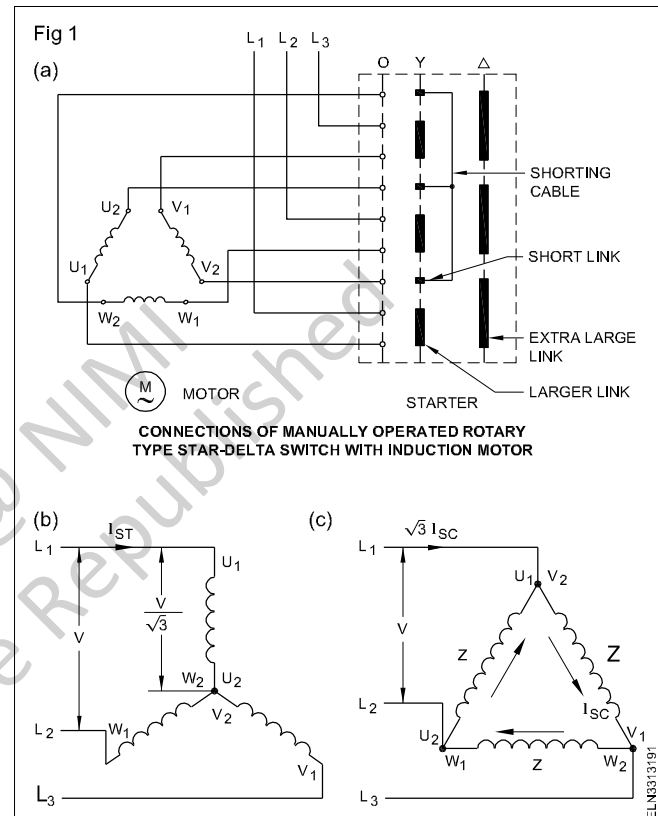 Fig 1
(a)
L1 L2 L3
O Y △
U2 V1
U1 V2
W2 W1
SHORTING
CABLE
SHORT LINK
EXTRA LARGE
LINK
LARGER LINK
M
~
MOTOR
STARTER
CONNECTIONS OF MANUALLY OPERATED ROTARY
TYPE STAR-DELTA SWITCH WITH INDUCTION MOTOR
(b)
L1
IST
U1
V
V/√3
W2 U2
V2
L2
W1
V1
L3
(c)
L1
√3 ISC
U1 V2
V
Z Z
ISC
L2
U2
W1
Z
W2
V1
L3
ELN3313191
@ NIMI
e Republished